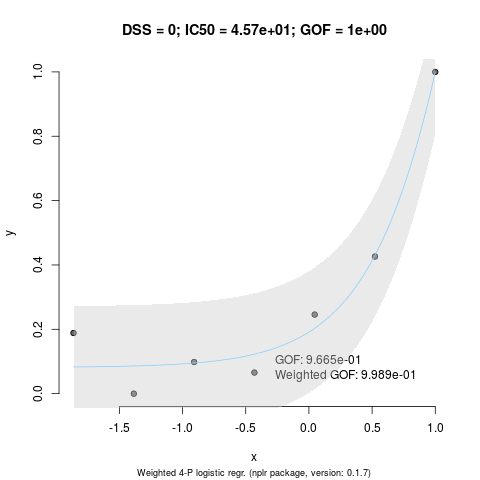 DSS = 0; IC50 = 4.57e+01; GOF = 1e+00
1.0
0.8
0.6
y
0.4
0.2
0.0
GOF: 9.665e-01
Weighted GOF: 9.989e-01
-1.5 -1.0 -0.5 0.0 0.5 1.0
x
Weighted 4-P logistic regr. (nplr package, version: 0.1.7)